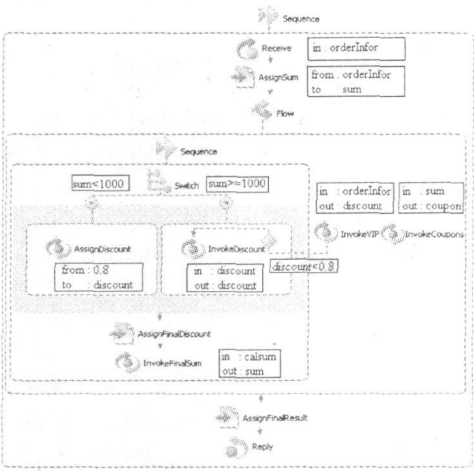 Sequence
Receive
in : orderInfor
AssignSum
from : orderInfor
to : sum
Flow
Sequence
sum<1000
Switch
sum>=1000
in : orderInfor
out : discount
in : sum
out : coupon
InvokeVIP
InvokeCoupons
AssignDiscount
InvokeDiscount
discount<0.8
from : 0.8
to : discount
in : discount
out : discount
AssignFinalDiscount
InvokeFinalSum
in : calsum
out : sum
AssignFinalResult
Reply